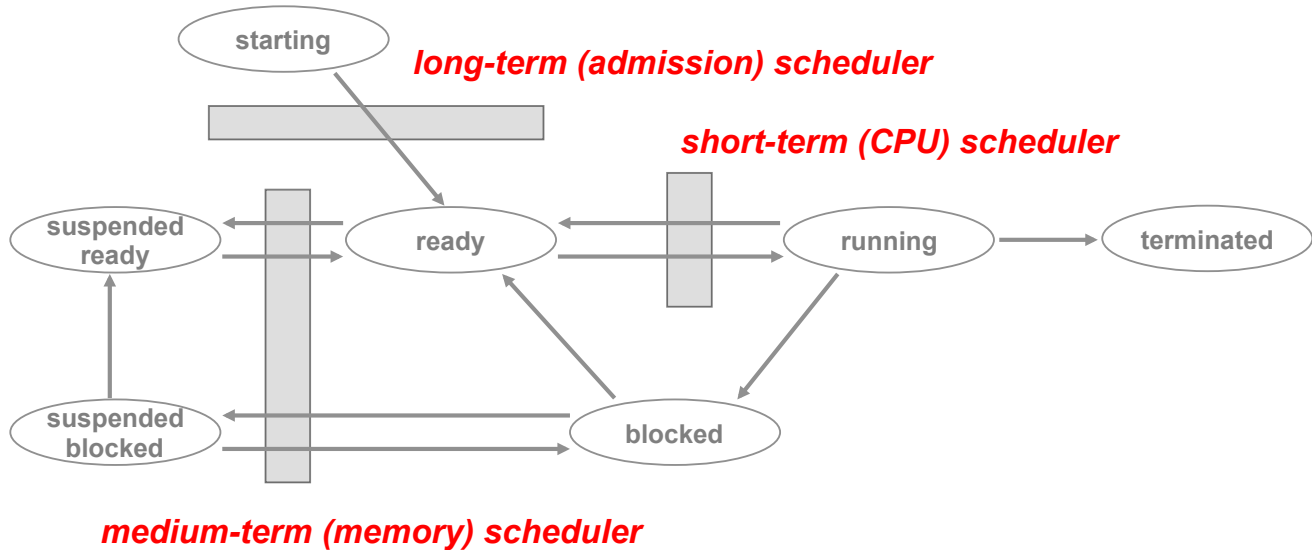 starting
long-term (admission) scheduler
short-term (CPU) scheduler
suspended
ready
ready
running
terminated
suspended
blocked
blocked
medium-term (memory) scheduler